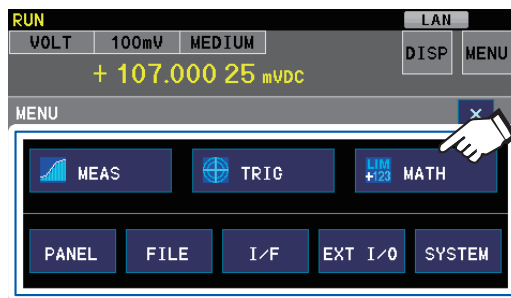 RUN LAN
VOLT 100mV MEDIUM DISP MENU
+ 107.000 25 mVDC
MENU ×
MEAS TRIG LIM +123 MATH
PANEL FILE I/F EXT I/O SYSTEM